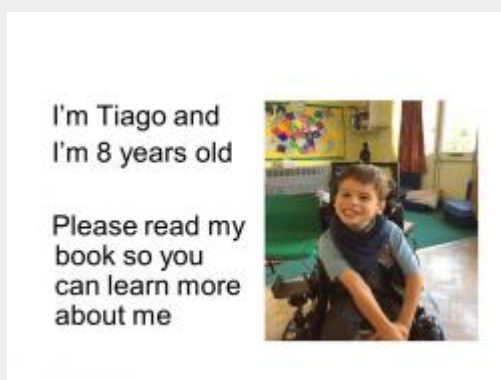 I'm Tiago and
I'm 8 years old
Please read my
book so you
can learn more
about me